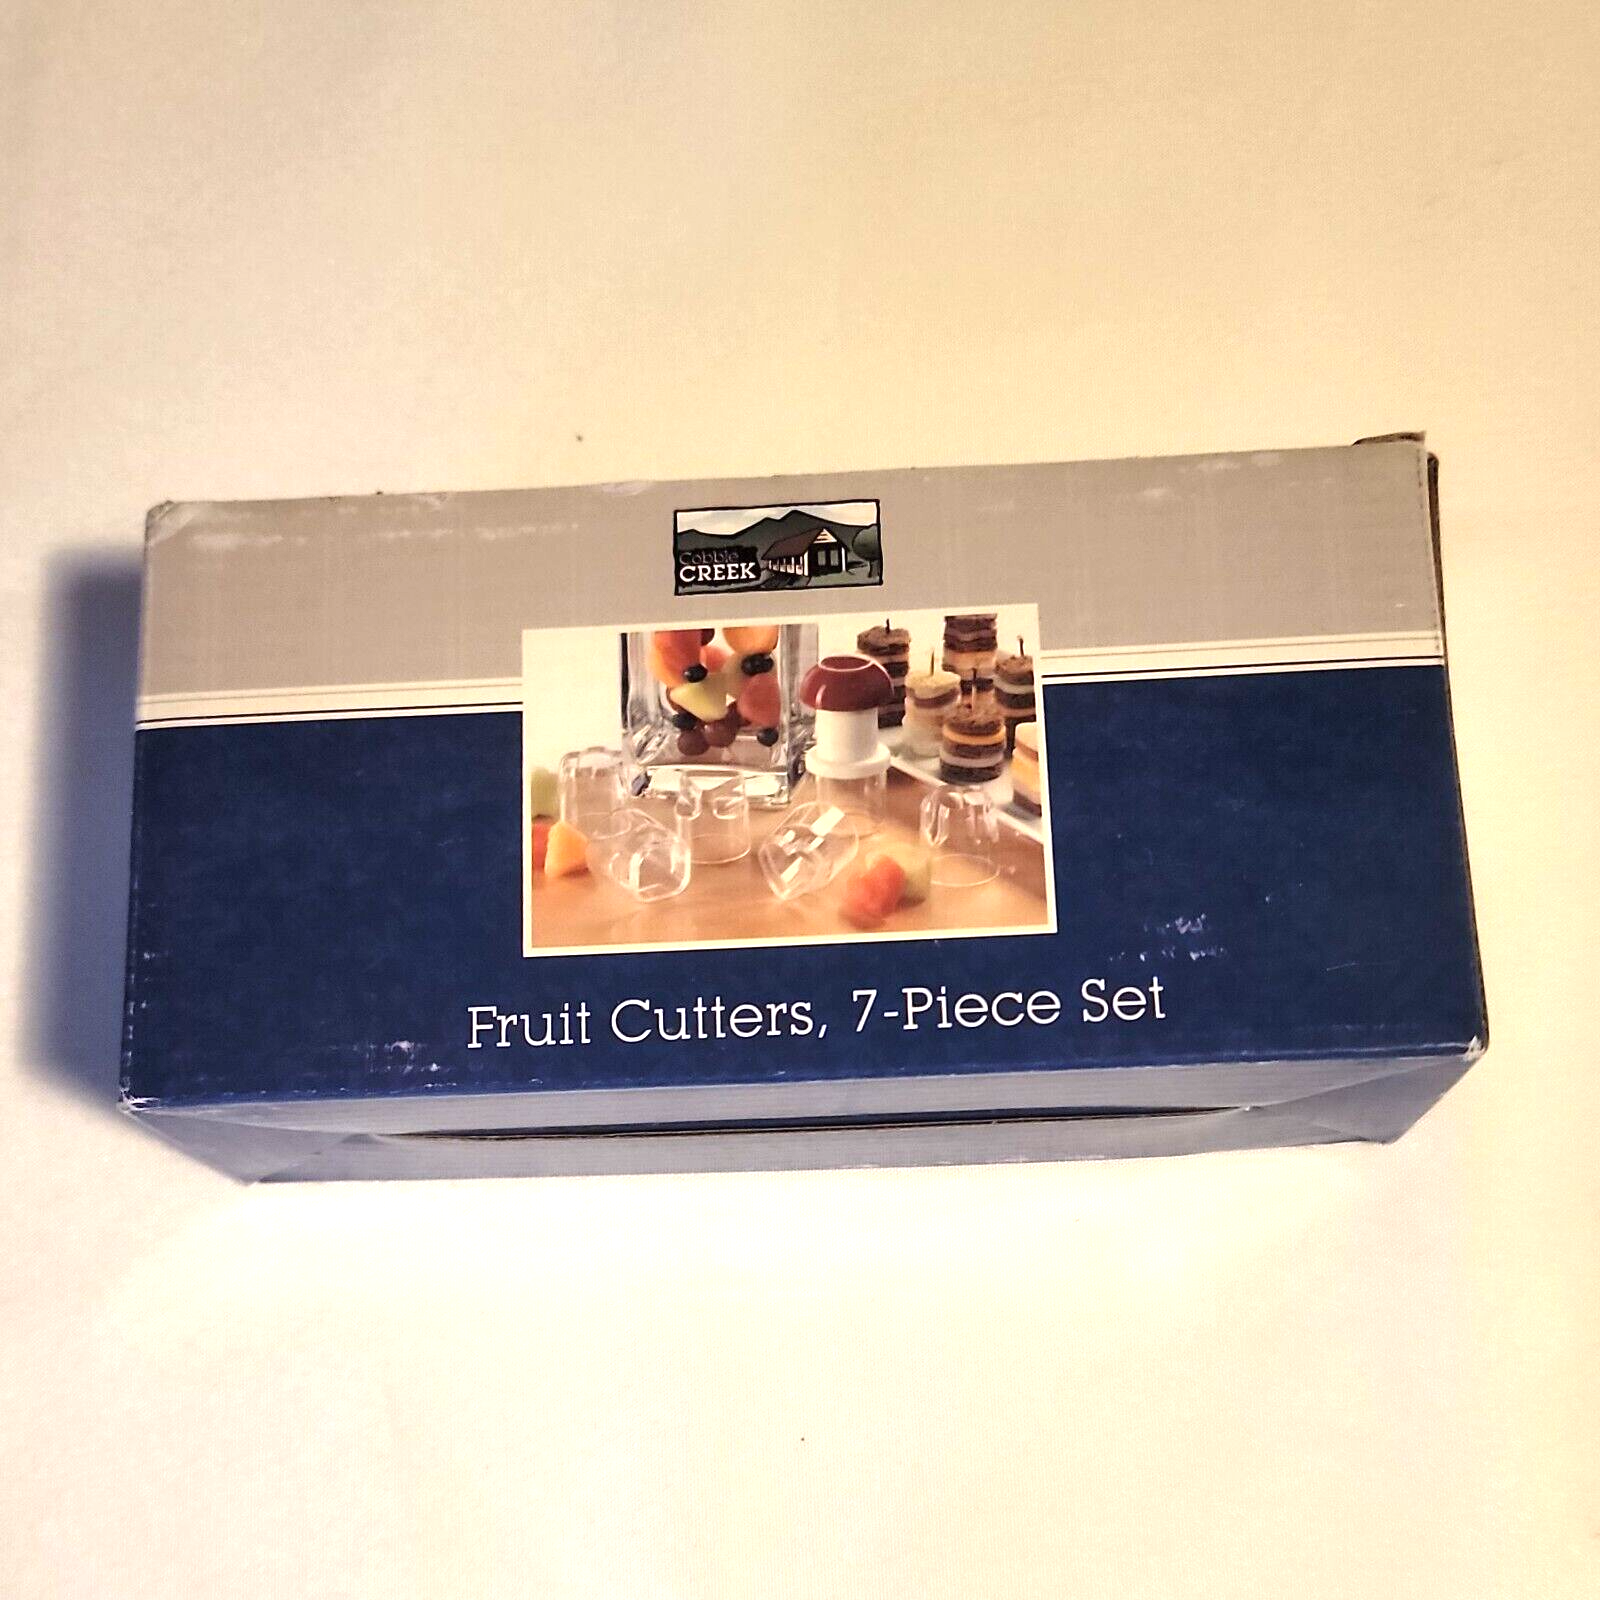 Cobble
CREEK
Fruit Cutters, 7-Piece Set